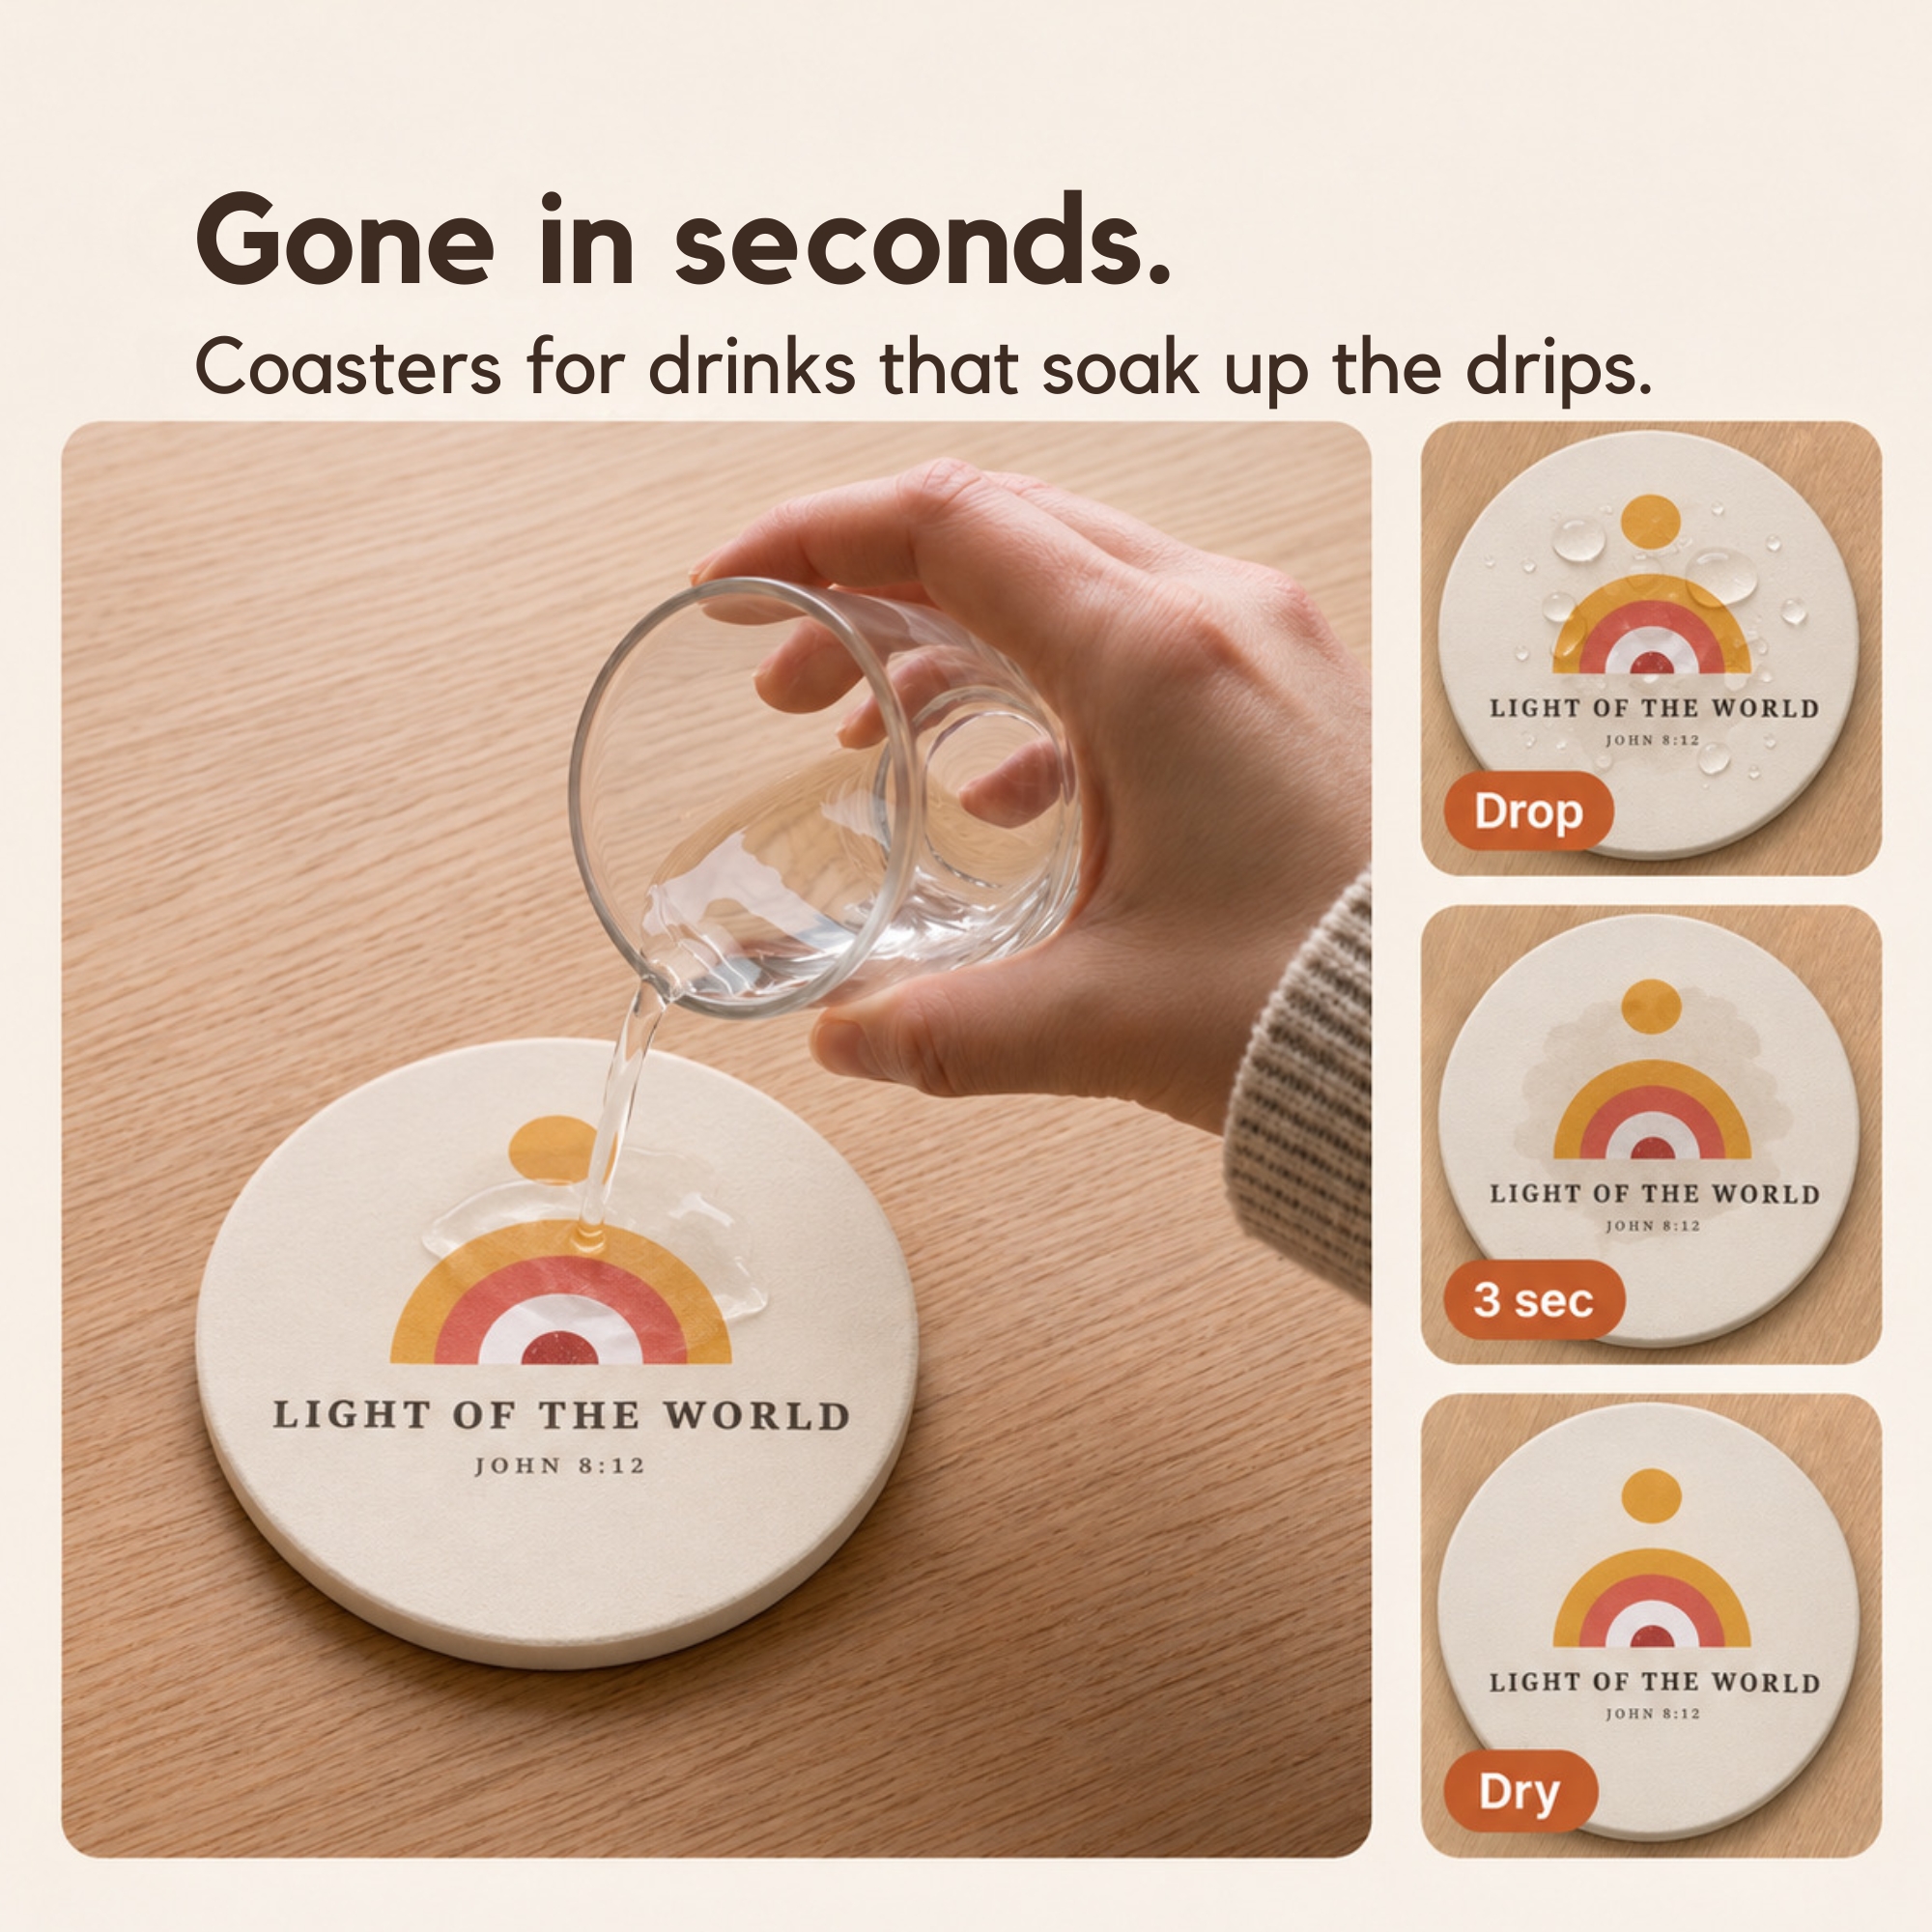 Gone in seconds.
Coasters for drinks that soak up the drips.
LIGHT OF THE WORLD
JOHN 8:12
LIGHT OF THE WORLD
JOHN 8:12
Drop
LIGHT OF THE WORLD
JOHN 8:12
3 sec
LIGHT OF THE WORLD
JOHN 8:12
Dry